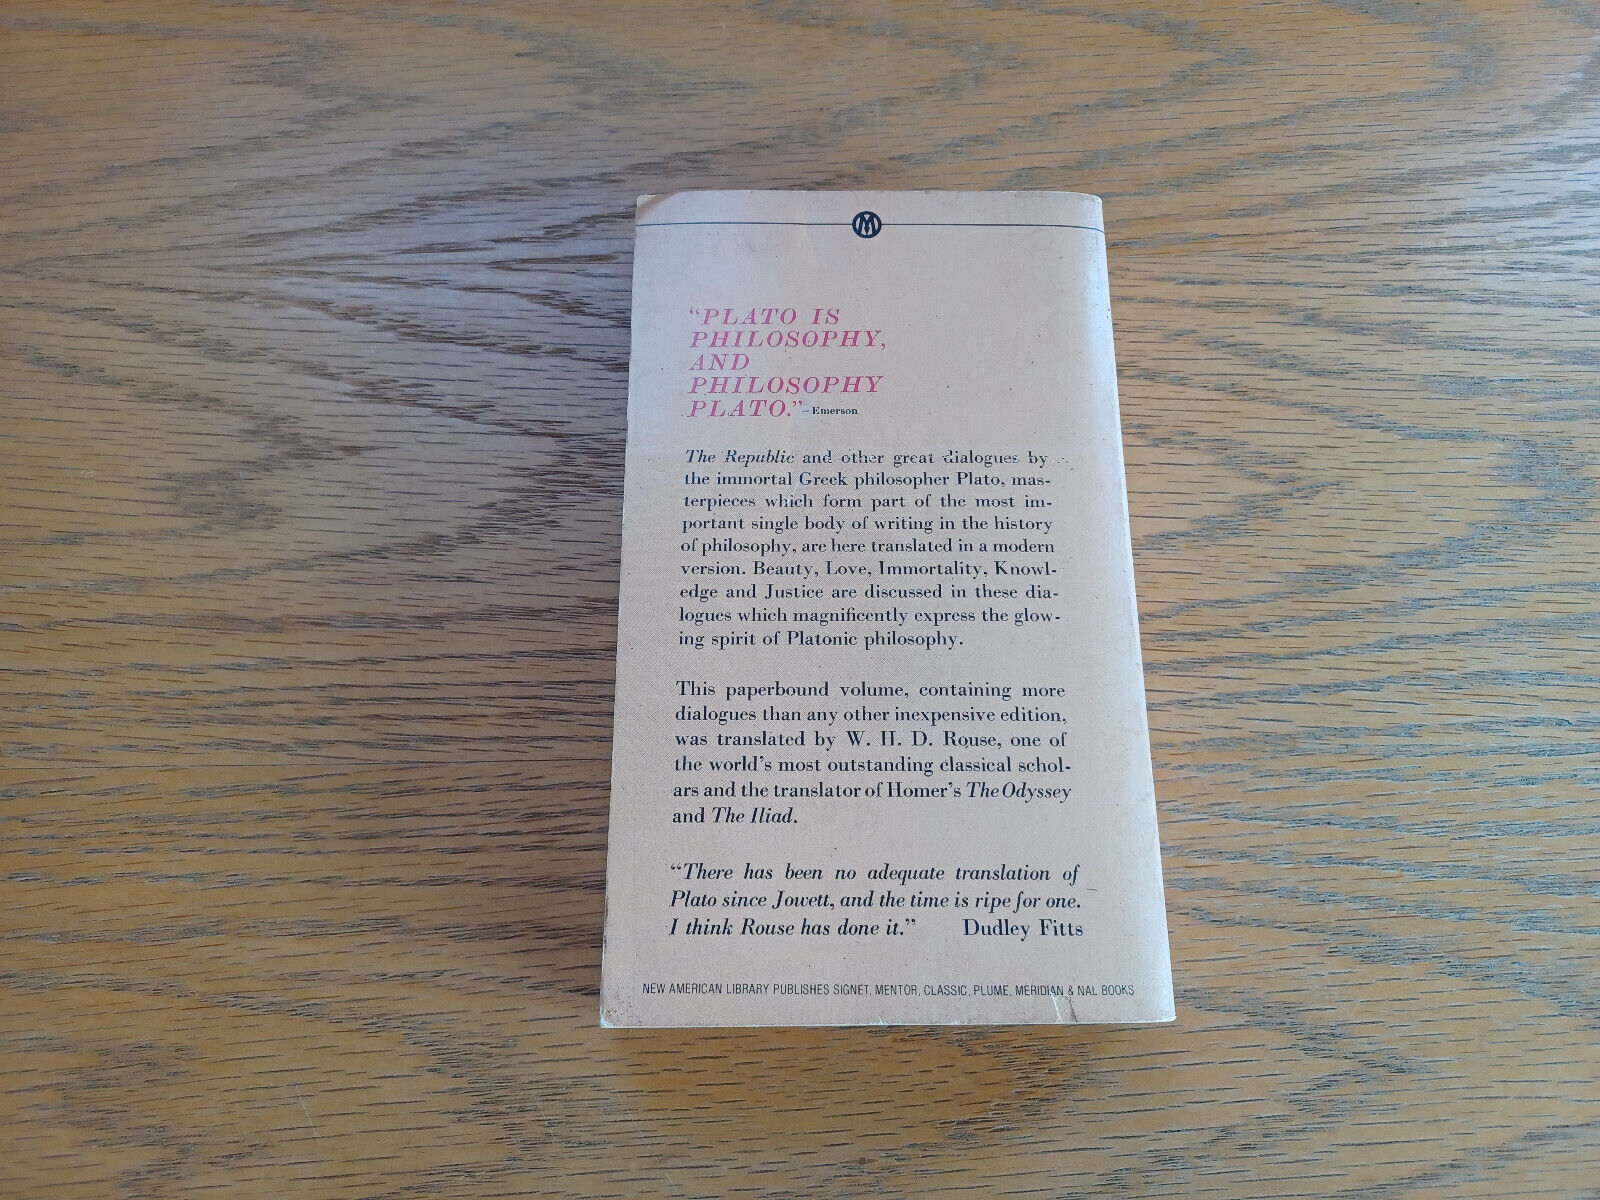 “PLATO IS
PHILOSOPHY,
AND
PHILOSOPHY
PLATO.” – Emerson
The Republic and other great dialogues by
the immortal Greek philosopher Plato, mas-
terpieces which form part of the most im-
portant single body of writing in the history
of philosophy, are here translated in a modern
version. Beauty, Love, Immortality, Knowl-
edge and Justice are discussed in these dia-
logues which magnificently express the glow-
ing spirit of Platonic philosophy.
This paperbound volume, containing more
dialogues than any other inexpensive edition,
was translated by W. H. D. Rouse, one of
the world’s most outstanding classical schol-
ars and the translator of Homer’s The Odyssey
and The Iliad.
“There has been no adequate translation of
Plato since Jowett, and the time is ripe for one.
I think Rouse has done it.” Dudley Fitts
NEW AMERICAN LIBRARY PUBLISHES SIGNET, MENTOR, CLASSIC, PLUME, MERIDIAN & NAL BOOKS